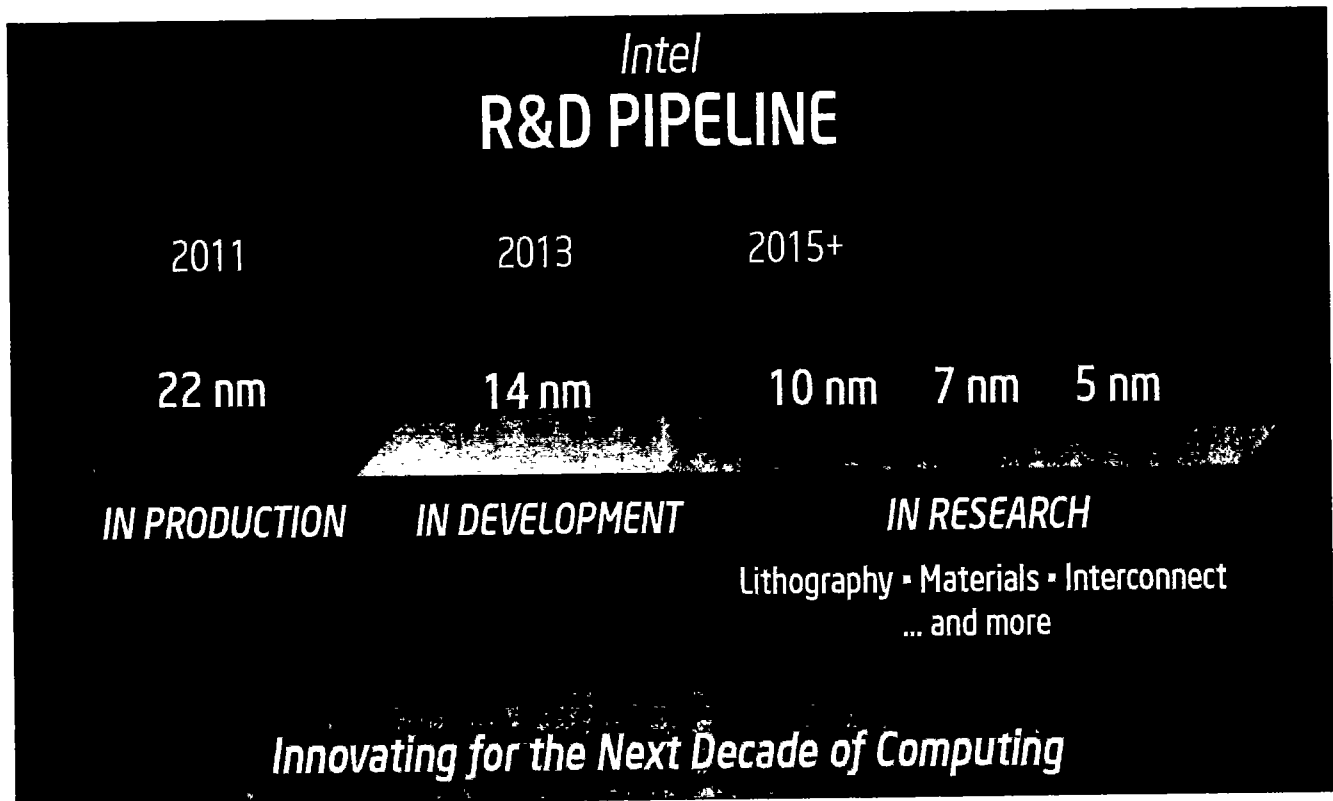 Intel
R&D PIPELINE
2011 2013 2015+
22 nm 14 nm 10 nm 7 nm 5 nm
IN PRODUCTION IN DEVELOPMENT IN RESEARCH
Lithography ▪ Materials ▪ Interconnect
... and more
Innovating for the Next Decade of Computing